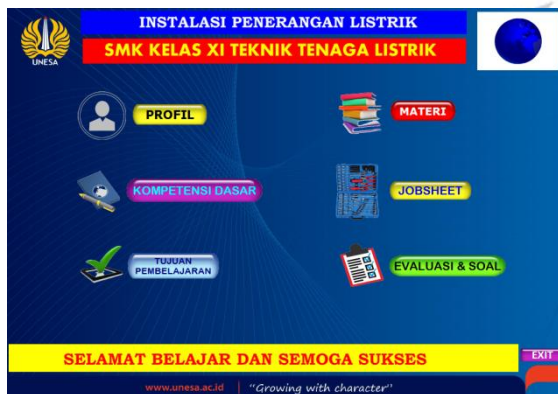 INSTALASI PENERANGAN LISTRIK
SMK KELAS XI TEKNIK TENAGA LISTRIK
UNESA
PROFIL
MATERI
KOMPETENSI DASAR
JOBSHEET
TUJUAN
PEMBELAJARAN
EVALUASI & SOAL
SELAMAT BELAJAR DAN SEMOGA SUKSES
EXIT
www.unesa.ac.id
"Growing with character"